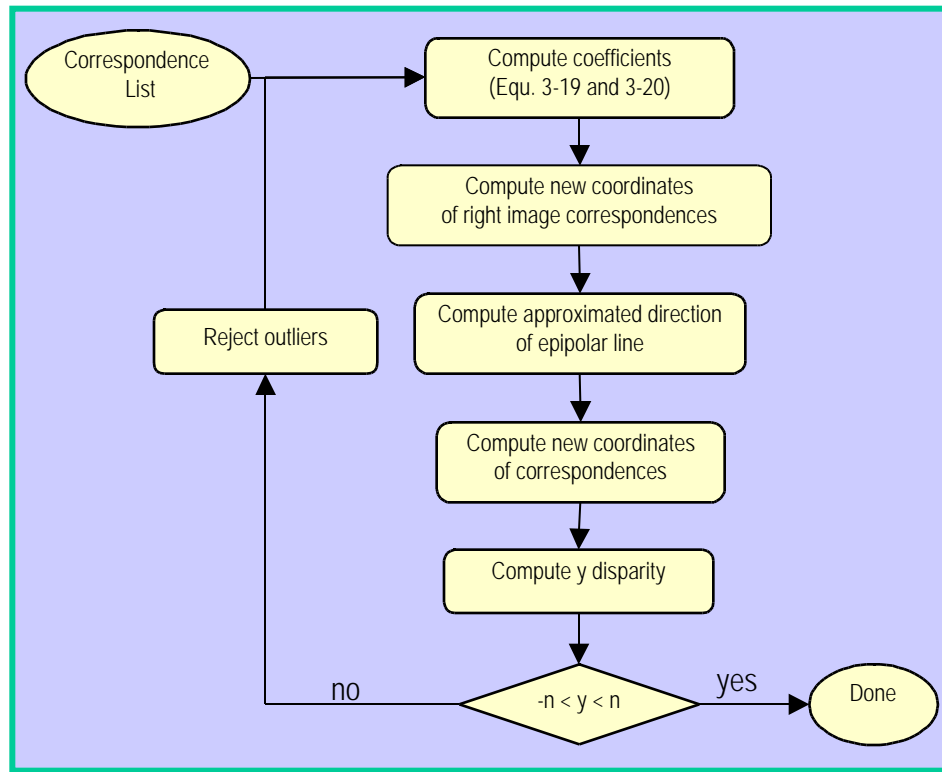 Correspondence
List
Compute coefficients
(Equ. 3-19 and 3-20)
Compute new coordinates
of right image correspondences
Compute approximated direction
of epipolar line
Reject outliers
Compute new coordinates
of correspondences
Compute y disparity
no
-n < y < n
yes
Done